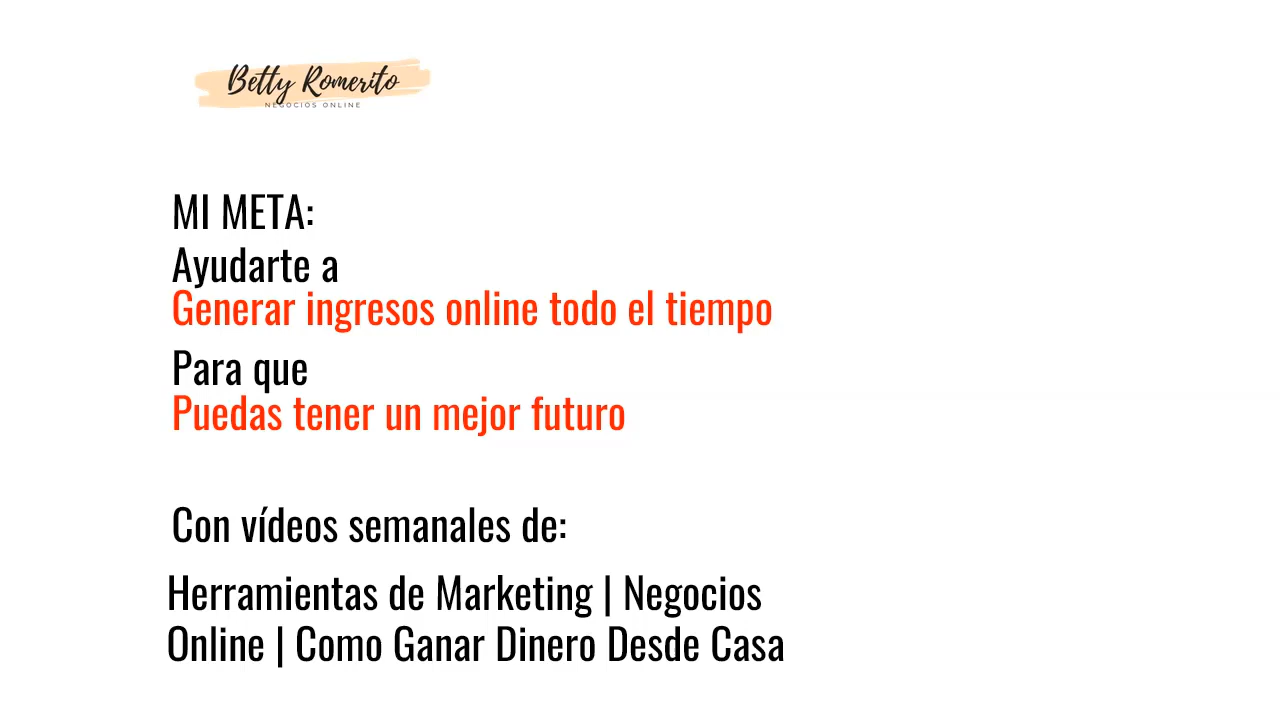 Betty Romerito
NEGOCIOS ONLINE
MI META:
Ayudarte a
Generar ingresos online todo el tiempo
Para que
Puedas tener un mejor futuro
Con vídeos semanales de:
Herramientas de Marketing | Negocios
Online | Como Ganar Dinero Desde Casa